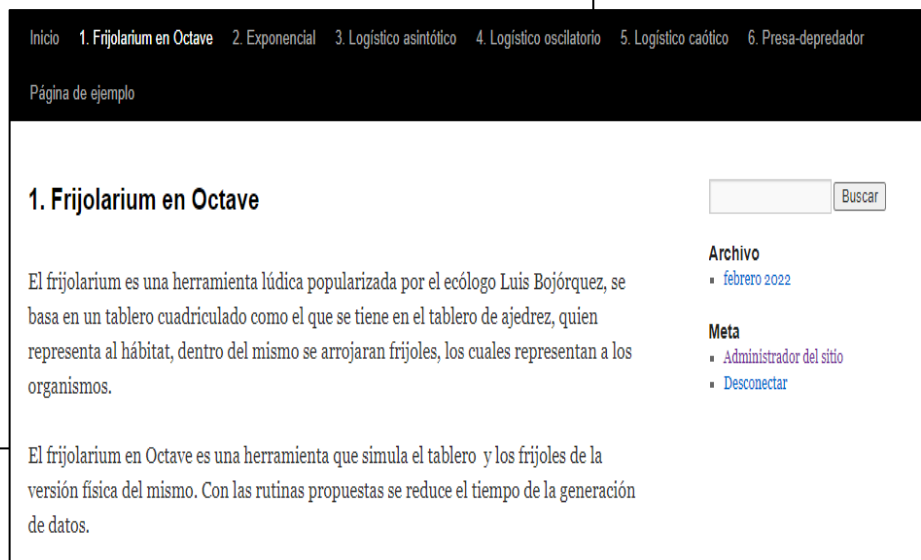 Inicio 1. Frijolarium en Octave 2. Exponencial 3. Logístico asintótico 4. Logístico oscilatorio 5. Logístico caótico 6. Presa-depredador
Página de ejemplo
1. Frijolarium en Octave
El frijolarium es una herramienta lúdica popularizada por el ecólogo Luis Bojórquez, se
basa en un tablero cuadriculado como el que se tiene en el tablero de ajedrez, quien
representa al hábitat, dentro del mismo se arrojaran frijoles, los cuales representan a los
organismos.
El frijolarium en Octave es una herramienta que simula el tablero y los frijoles de la
versión física del mismo. Con las rutinas propuestas se reduce el tiempo de la generación
de datos.
Buscar
Archivo
febrero 2022
Meta
Administrador del sitio
Desconectar